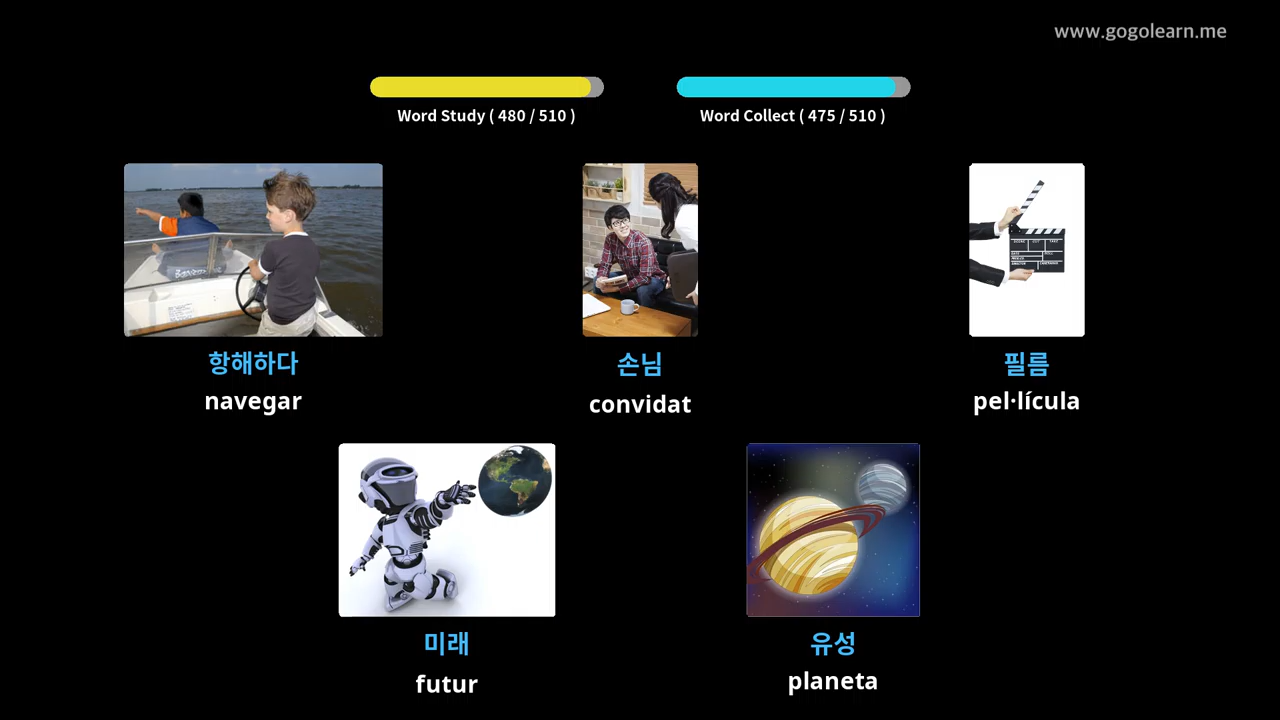 www.gogolearn.me
Word Study ( 480 / 510 )
Word Collect ( 475 / 510 )
항해하다
navegar
손님
convidat
필름
pel·lícula
미래
futur
유성
planeta